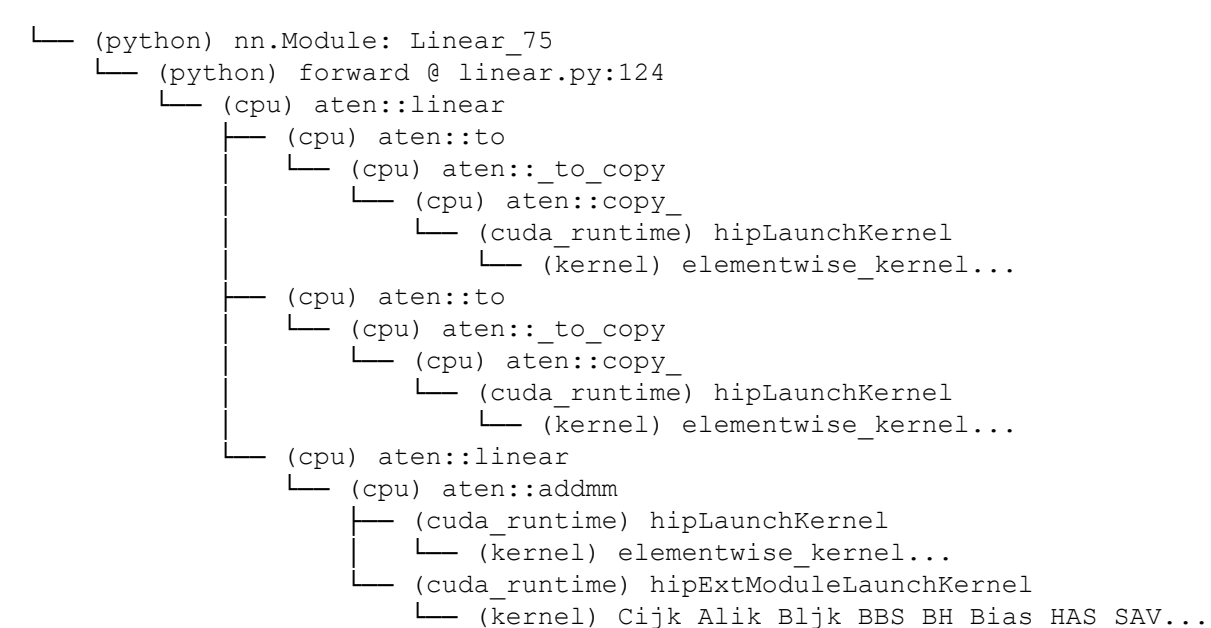 └── (python) nn.Module: Linear_75
    └── (python) forward @ linear.py:124
        └── (cpu) aten::linear
            ├── (cpu) aten::to
            │   └── (cpu) aten::_to_copy
            │       └── (cpu) aten::copy_
            │           └── (cuda_runtime) hipLaunchKernel
            │               └── (kernel) elementwise_kernel...
            ├── (cpu) aten::to
            │   └── (cpu) aten::_to_copy
            │       └── (cpu) aten::copy_
            │           └── (cuda_runtime) hipLaunchKernel
            │               └── (kernel) elementwise_kernel...
            └── (cpu) aten::linear
                └── (cpu) aten::addmm
                    ├── (cuda_runtime) hipLaunchKernel
                    │   └── (kernel) elementwise_kernel...
                    └── (cuda_runtime) hipExtModuleLaunchKernel
                        └── (kernel) Cijk Alik Bljk BBS BH Bias HAS SAV...